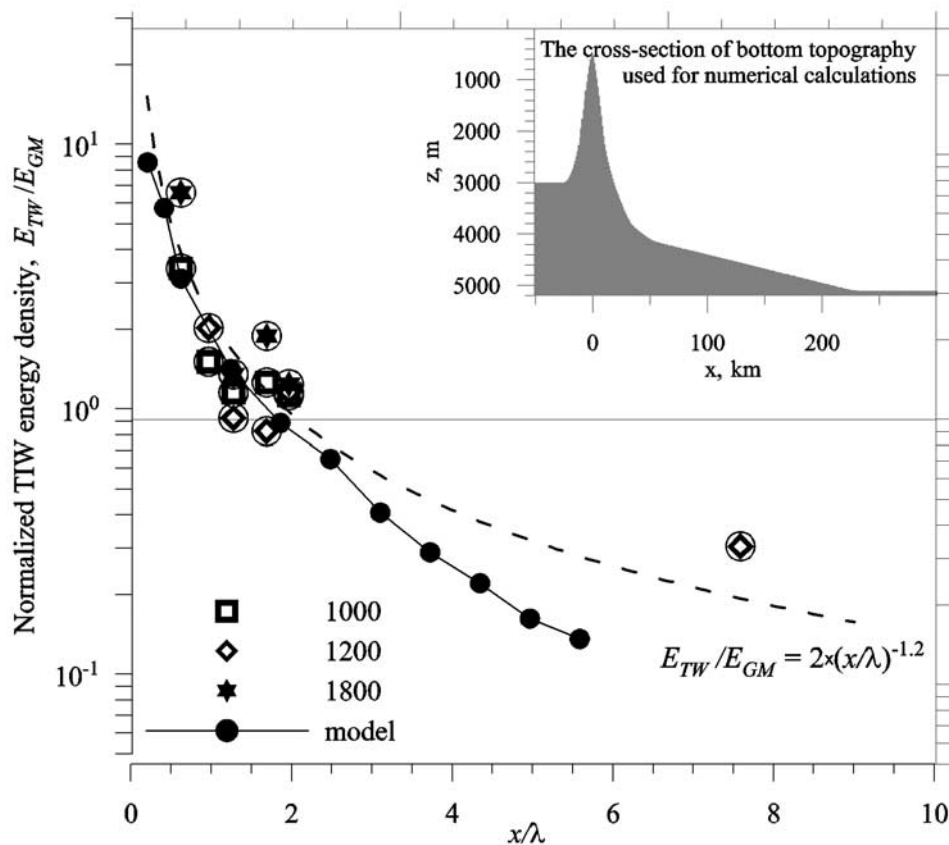 The cross-section of bottom topography
used for numerical calculations
1000
2000
3000
4000
5000
z, m
0
100
200
x, km
10¹
10⁰
10⁻¹
Normalized TIW energy density, E_TW/E_GM
1000
1200
1800
model
E_TW/E_GM = 2×(x/λ)^-1.2
0
2
4
6
8
10
x/λ